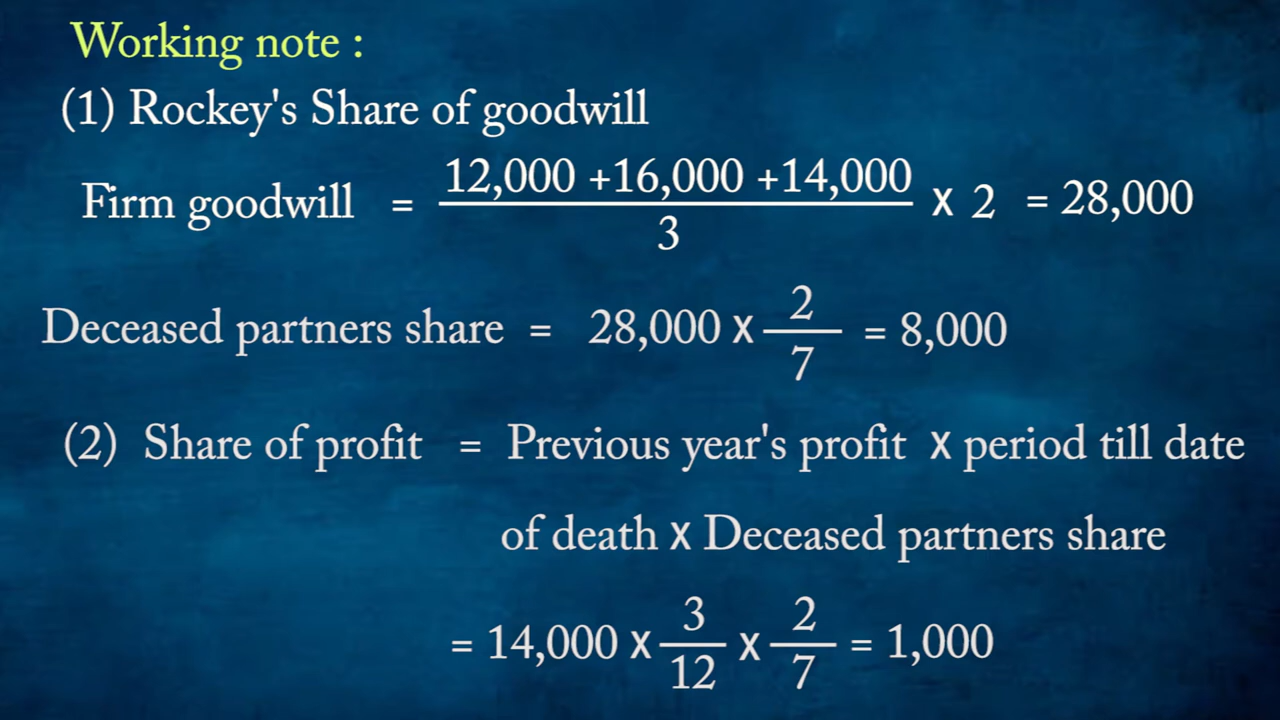 Working note :
(1) Rockey's Share of goodwill
Firm goodwill = 12,000 +16,000 +14,000 / 3 x 2 = 28,000
Deceased partners share = 28,000 x 2 / 7 = 8,000
(2) Share of profit = Previous year's profit x period till date
of death x Deceased partners share
= 14,000 x 3 / 12 x 2 / 7 = 1,000